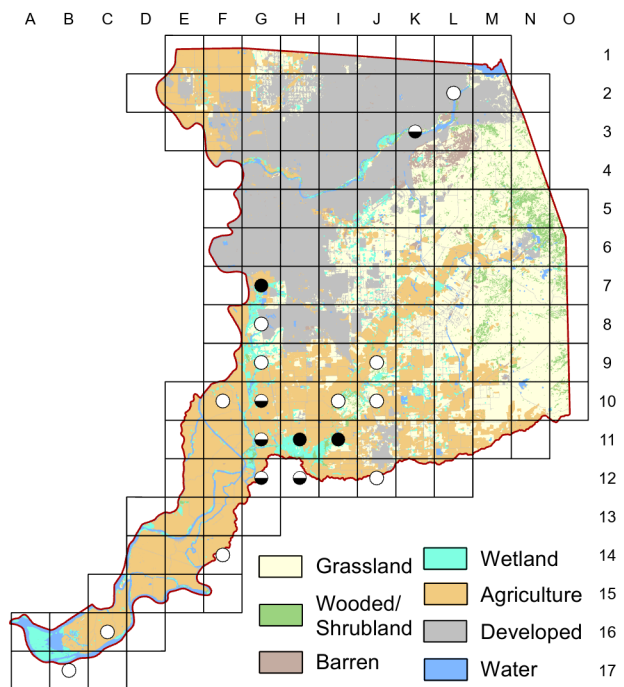 A B C D E F G H I J K L M N O
1
2
3
4
5
6
7
8
9
10
11
12
13
14
15
16
17
Grassland
Wooded/
Shrubland
Barren
Wetland
Agriculture
Developed
Water